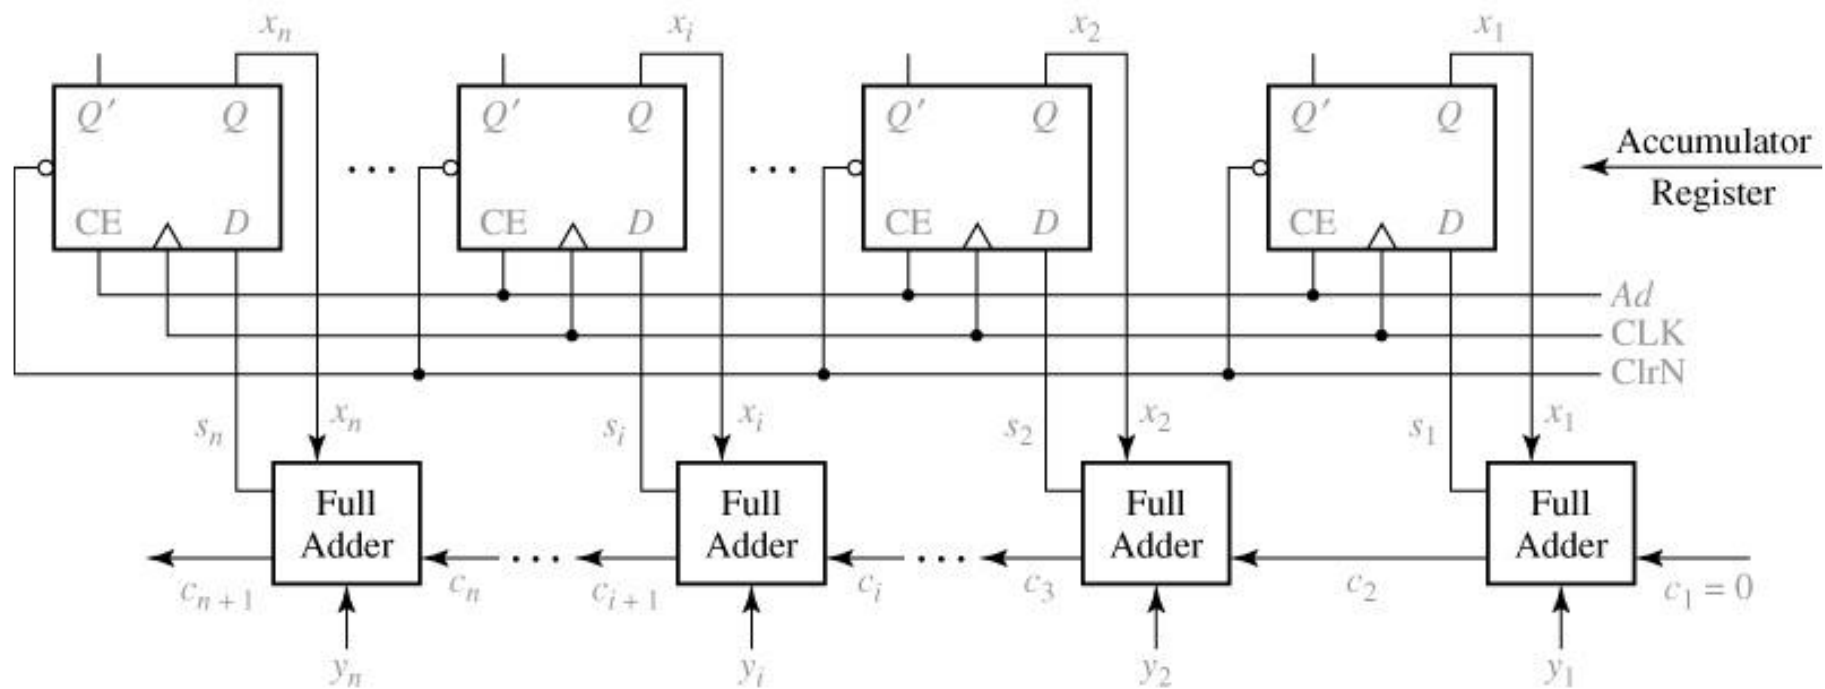 xₙ xᵢ x₂ x₁
Q′ Q Q′ Q Q′ Q Q′ Q
Accumulator
Register
CE D CE D CE D CE D
Ad
CLK
ClrN
sₙ xₙ sᵢ xᵢ s₂ x₂ s₁ x₁
Full Full Full Full
Adder Adder Adder Adder
cₙ₊₁ cₙ cᵢ₊₁ cᵢ c₃ c₂ c₁ = 0
yₙ yᵢ y₂ y₁